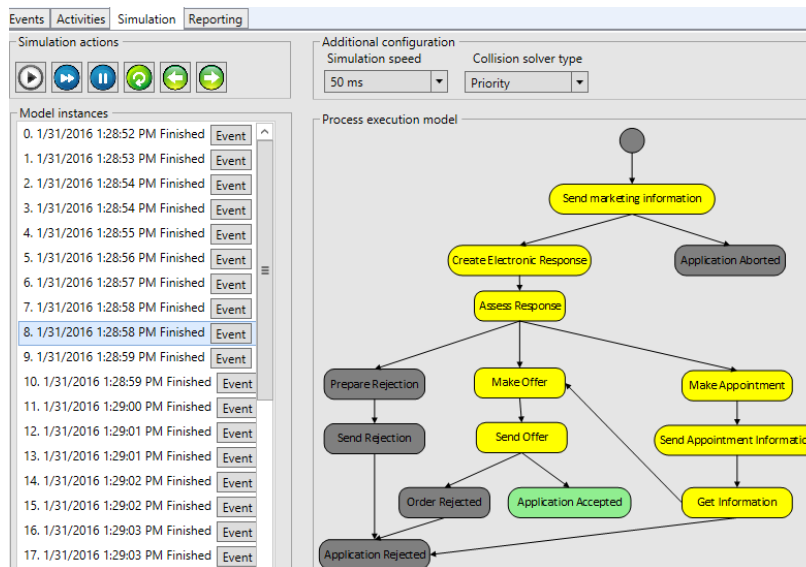 Events Activities Simulation Reporting
Simulation actions
Additional configuration
Simulation speed Collision solver type
50 ms Priority
Model instances
0. 1/31/2016 1:28:52 PM Finished Event
1. 1/31/2016 1:28:53 PM Finished Event
2. 1/31/2016 1:28:54 PM Finished Event
3. 1/31/2016 1:28:54 PM Finished Event
4. 1/31/2016 1:28:55 PM Finished Event
5. 1/31/2016 1:28:56 PM Finished Event
6. 1/31/2016 1:28:57 PM Finished Event
7. 1/31/2016 1:28:58 PM Finished Event
8. 1/31/2016 1:28:58 PM Finished Event
9. 1/31/2016 1:28:59 PM Finished Event
10. 1/31/2016 1:28:59 PM Finished Event
11. 1/31/2016 1:29:00 PM Finished Event
12. 1/31/2016 1:29:01 PM Finished Event
13. 1/31/2016 1:29:01 PM Finished Event
14. 1/31/2016 1:29:02 PM Finished Event
15. 1/31/2016 1:29:02 PM Finished Event
16. 1/31/2016 1:29:03 PM Finished Event
17. 1/31/2016 1:29:03 PM Finished Event
Process execution model
Send marketing information
Create Electronic Response
Application Aborted
Assess Response
Prepare Rejection
Make Offer
Make Appointment
Send Rejection
Send Offer
Send Appointment Informatio
Order Rejected
Application Accepted
Get Information
Application Rejected